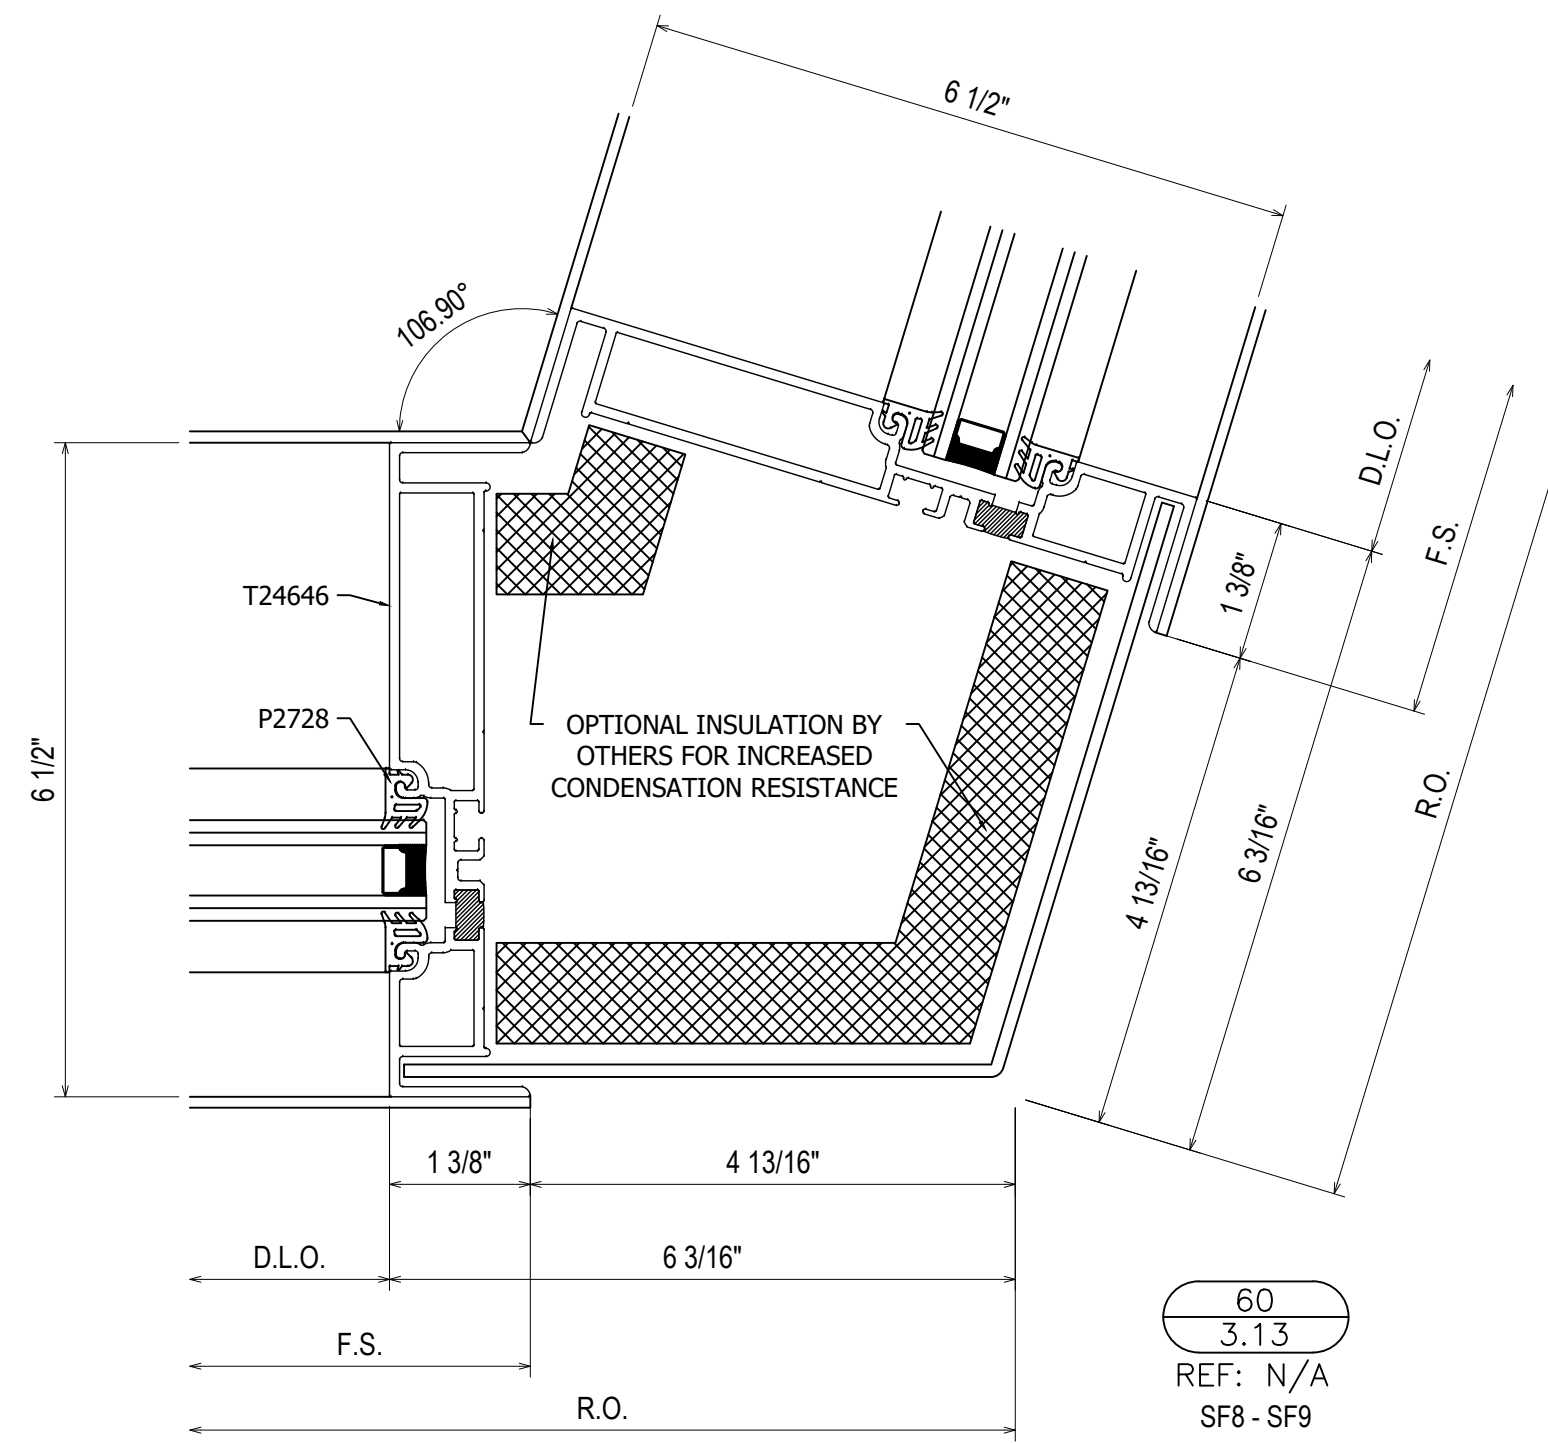 6 1/2"
106.90°
D.L.O.
F.S.
1 3/8"
T24646
P2728
OPTIONAL INSULATION BY
OTHERS FOR INCREASED
CONDENSATION RESISTANCE
6 1/2"
R.O.
6 3/16"
4 13/16"
1 3/8"
4 13/16"
D.L.O.
6 3/16"
F.S.
R.O.
60
3.13
REF: N/A
SF8 - SF9